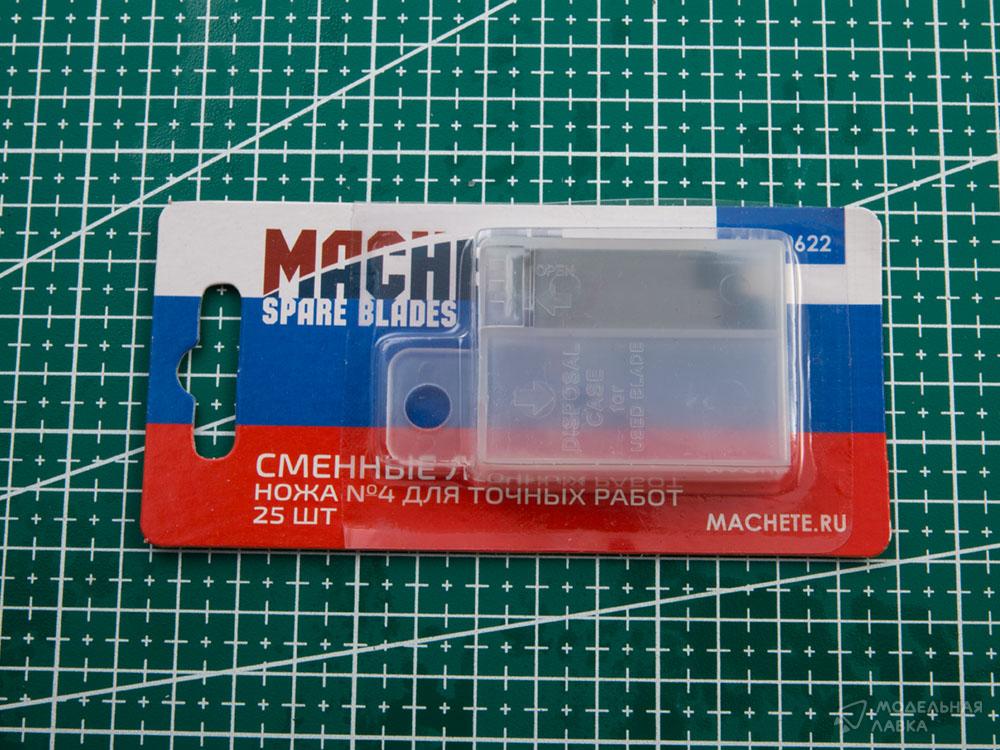 MACH
SPARE BLADES
622
OPEN
DISPOSAL
CASE
for
USED BLADE
СМЕННЫЕ Л
НОЖА №4 ДЛЯ ТОЧНЫХ РАБОТ
25 ШТ
MACHETE.RU
МОДЕЛЬНАЯ
ЛАВКА